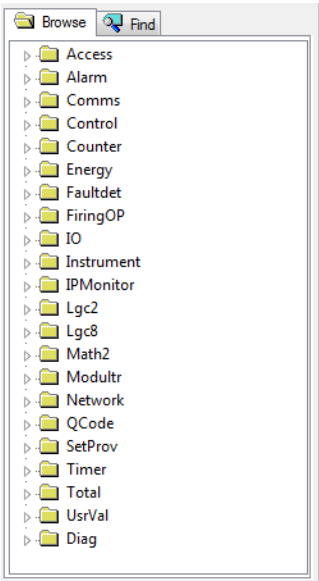 Browse Find
Access
Alarm
Comms
Control
Counter
Energy
Faultdet
FiringOP
IO
Instrument
IPMonitor
Lgc2
Lgc8
Math2
Modultr
Network
QCode
SetProv
Timer
Total
UsrVal
Diag